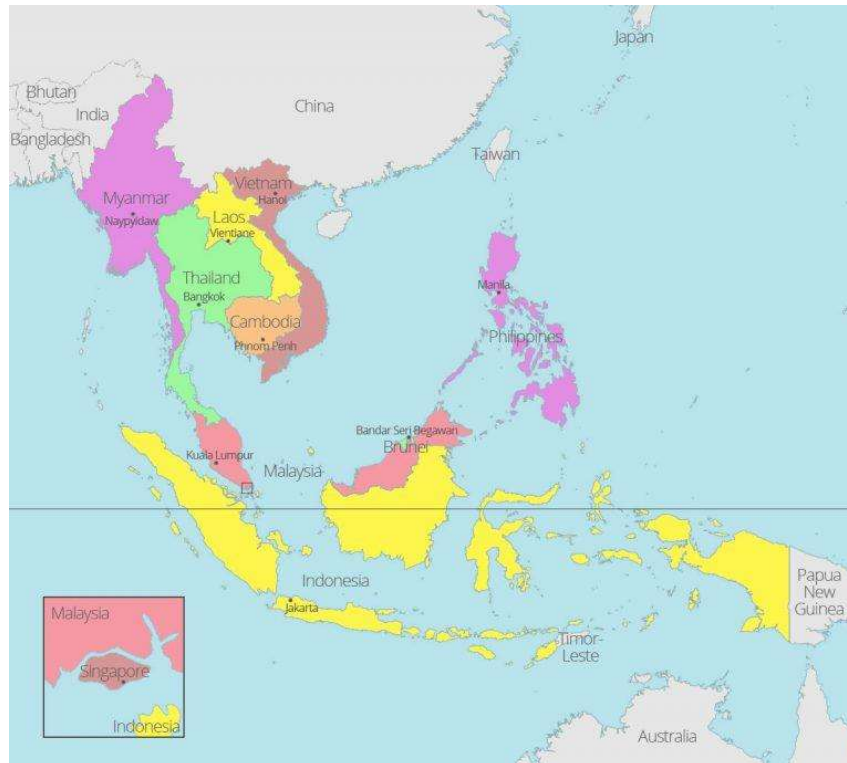 Japan
Bhutan
India
China
Bangladesh
Taiwan
Vietnam
Hanoi
Myanmar
Naypyidaw
Laos
Vientiane
Thailand
Bangkok
Manila
Cambodia
Philippines
Phnom Penh
Bandar Seri Begawan
Brunei
Kuala Lumpur
Malaysia
Indonesia
Papua
New
Guinea
Jakarta
Malaysia
Timor-
Leste
Singapore
Indonesia
Australia